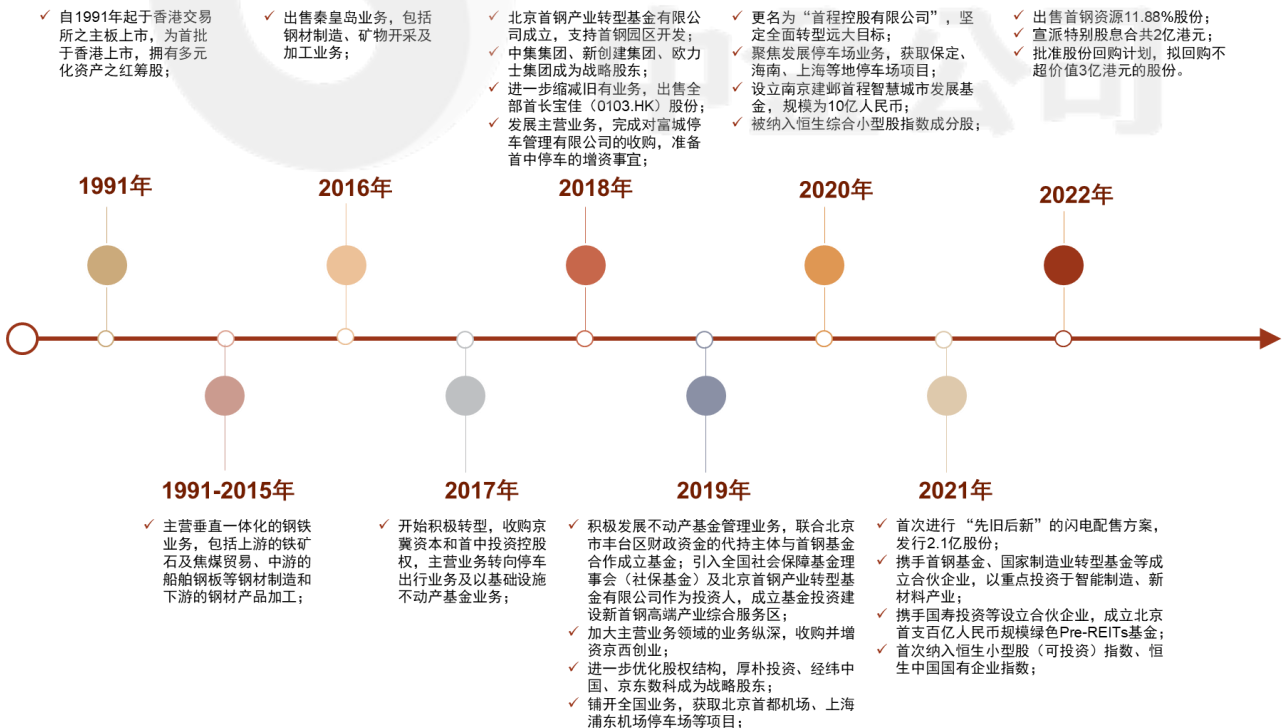 ✓ 自1991年起于香港交易
所之主板上市，为首批
于香港上市，拥有多元
化资产之红筹股；
✓ 出售秦皇岛业务，包括
钢材制造、矿物开采及
加工业务；
✓ 北京首钢产业转型基金有限公
司成立，支持首钢园区开发；
✓ 中集集团、新创建集团、欧力
士集团成为战略股东；
✓ 进一步缩减旧有业务，出售全
部首长宝佳（0103.HK）股份；
✓ 发展主营业务，完成对富城停
车管理有限公司的收购，准备
首中停车的增资事宜；
✓ 更名为“首程控股有限公司”，坚
定全面转型远大目标；
✓ 聚焦发展停车场业务，获取保定、
海南、上海等地停车场项目；
✓ 设立南京建邺首程智慧城市发展基
金，规模为10亿人民币；
✓ 被纳入恒生综合小型股指数成分股；
✓ 出售首钢资源11.88%股份；
✓ 宣派特别股息合共2亿港元；
✓ 批准股份回购计划，拟回购不
超价值3亿港元的股份。
1991年
2016年
2018年
2020年
2022年
1991-2015年
2017年
2019年
2021年
✓ 主营垂直一体化的钢铁
业务，包括上游的铁矿
石及焦煤贸易、中游的
船舶钢板等钢材制造和
下游的钢材产品加工；
✓ 开始积极转型，收购京
冀资本和首中投资控股
权，主营业务转向停车
出行业务及以基础设施
不动产基金业务；
✓ 积极发展不动产基金管理业务，联合北京
市丰台区财政资金的代持主体与首钢基金
合作成立基金；引入全国社会保障基金理
事会（社保基金）及北京首钢产业转型基
金有限公司作为投资人，成立基金投资建
设新首钢高端产业综合服务区；
✓ 加大主营业务领域的业务纵深，收购并增
资京西创业；
✓ 进一步优化股权结构，厚朴投资、经纬中
国、京东数科成为战略股东；
✓ 铺开全国业务，获取北京首都机场、上海
浦东机场停车场等项目；
✓ 首次进行 “先旧后新”的闪电配售方案，
发行2.1亿股份；
✓ 携手首钢基金、国家制造业转型基金等成
立合伙企业，以重点投资于智能制造、新
材料产业；
✓ 携手国寿投资等设立合伙企业，成立北京
首支百亿人民币规模绿色Pre-REITs基金；
✓ 首次纳入恒生小型股（可投资）指数、恒
生中国国有企业指数；